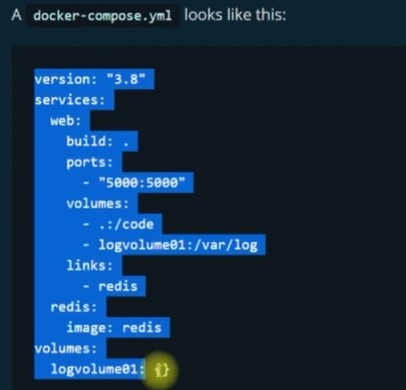 A docker-compose.yml looks like this:
version: "3.8"
services:
  web:
    build: .
    ports:
      - "5000:5000"
    volumes:
      - .:/code
      - logvolume01:/var/log
    links:
      - redis
  redis:
    image: redis
volumes:
  logvolume01: {}